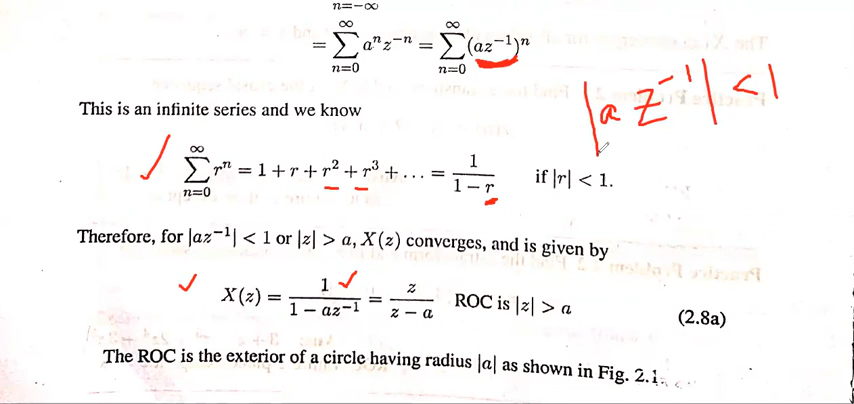 n=−∞
= ∑_{n=0}^{∞} a^n z^{−n} = ∑_{n=0}^{∞} (az^{−1})^n
|a z^{-1}| < 1
This is an infinite series and we know
∑_{n=0}^{∞} r^n = 1 + r + r^2 + r^3 + ... = 1/(1 − r) if |r| < 1.
Therefore, for |az^{−1}| < 1 or |z| > a, X(z) converges, and is given by
X(z) = 1/(1 − az^{−1}) = z/(z − a) ROC is |z| > a (2.8a)
The ROC is the exterior of a circle having radius |a| as shown in Fig. 2.1.